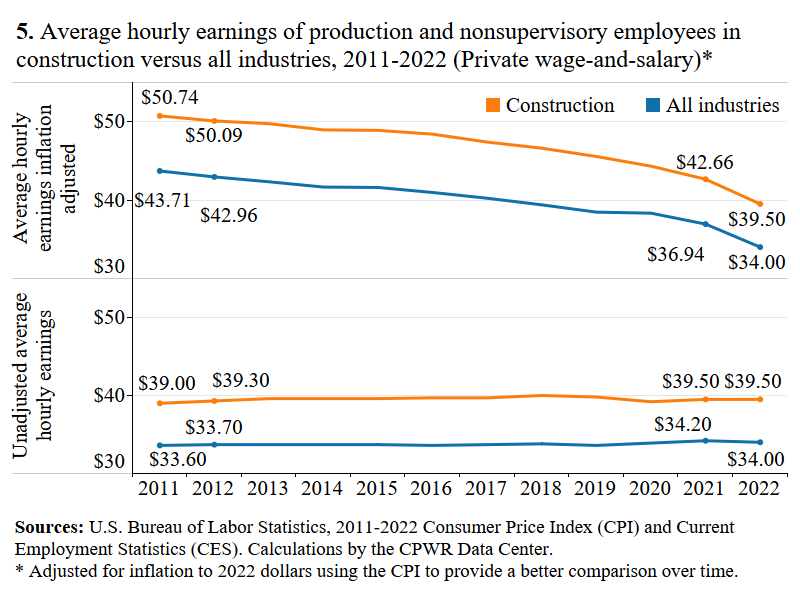 5. Average hourly earnings of production and nonsupervisory employees in
construction versus all industries, 2011-2022 (Private wage-and-salary)*
Construction
All industries
Average hourly
earnings inflation
adjusted
$50
$40
$30
$50.74
$50.09
$42.66
$39.50
$43.71
$42.96
$36.94
$34.00
Unadjusted average
hourly earnings
$50
$40
$30
$39.00
$39.30
$39.50
$39.50
$33.60
$33.70
$34.20
$34.00
2011 2012 2013 2014 2015 2016 2017 2018 2019 2020 2021 2022
Sources: U.S. Bureau of Labor Statistics, 2011-2022 Consumer Price Index (CPI) and Current
Employment Statistics (CES). Calculations by the CPWR Data Center.
* Adjusted for inflation to 2022 dollars using the CPI to provide a better comparison over time.